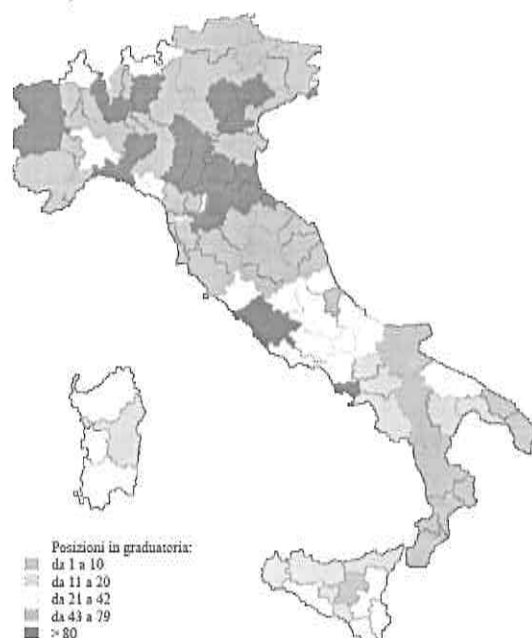 Posizioni in graduatoria:
da 1 a 10
da 11 a 20
da 21 a 42
da 43 a 79
> 80